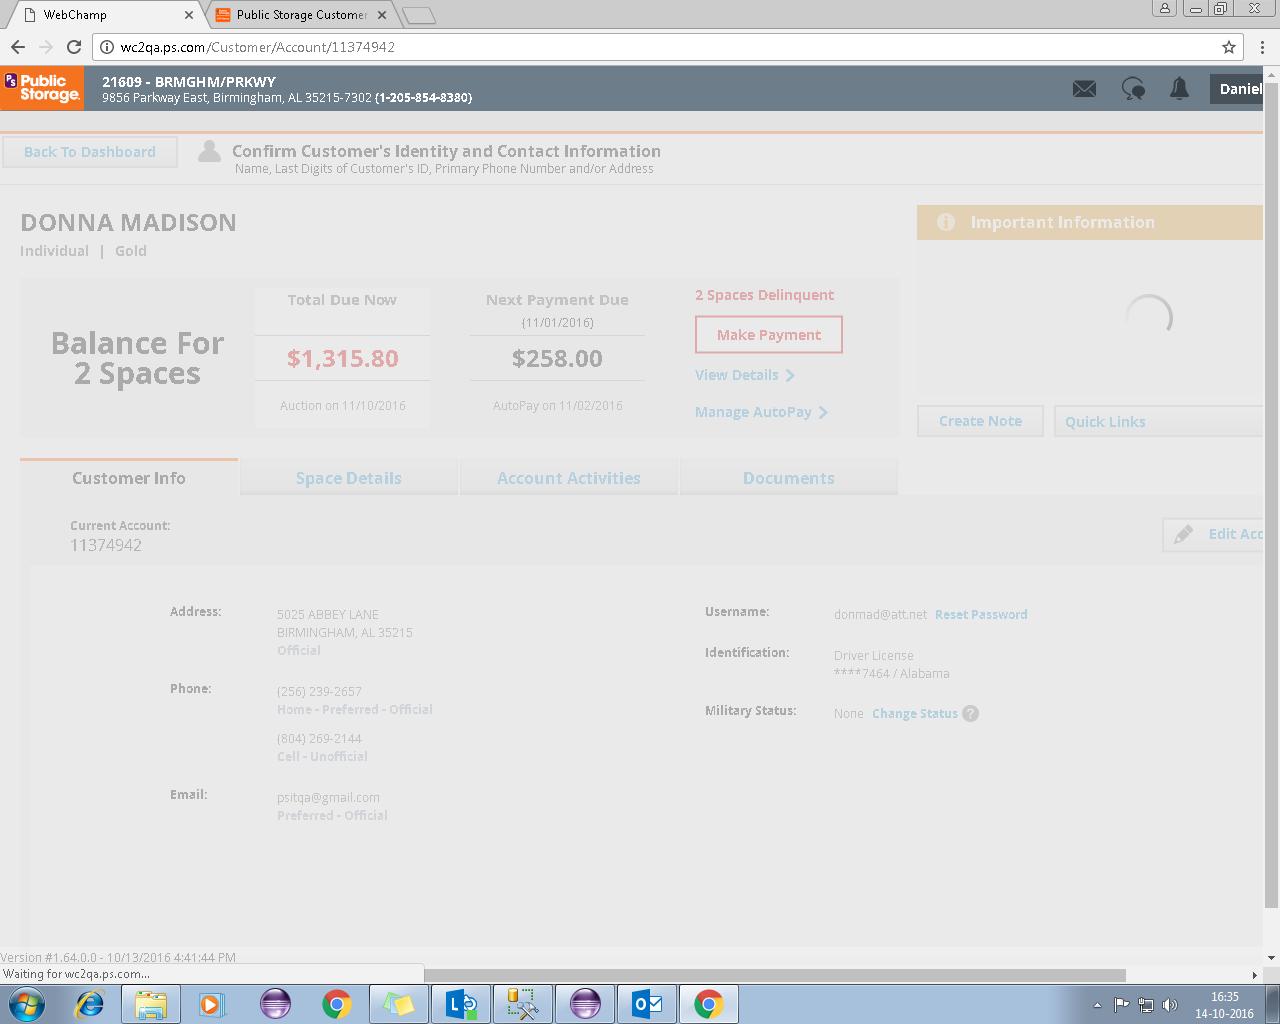 WebChamp
Public Storage Customer
wc2qa.ps.com/Customer/Account/11374942
PS Public Storage.
21609 - BRMGHM/PRKWY
9856 Parkway East, Birmingham, AL 35215-7302 (1-205-854-8380)
Daniel
Back To Dashboard
Confirm Customer's Identity and Contact Information
Name, Last Digits of Customer's ID, Primary Phone Number and/or Address
DONNA MADISON
Individual | Gold
Important Information
Balance For
2 Spaces
Total Due Now
$1,315.80
Auction on 11/10/2016
Next Payment Due
(11/01/2016)
$258.00
AutoPay on 11/02/2016
2 Spaces Delinquent
Make Payment
View Details
Manage AutoPay
Create Note
Quick Links
Customer Info
Space Details
Account Activities
Documents
Current Account:
11374942
Edit Acc
Address:
5025 ABBEY LANE
BIRMINGHAM, AL 35215
Official
Phone:
(256) 239-2657
Home - Preferred - Official
(804) 269-2144
Cell - Unofficial
Email:
psitqa@gmail.com
Preferred - Official
Username:
donmad@att.net Reset Password
Identification:
Driver License
****7464 / Alabama
Military Status:
None Change Status ?
Version #1.64.0.0 - 10/13/2016 4:41:44 PM
Waiting for wc2qa.ps.com...
16:35
14-10-2016